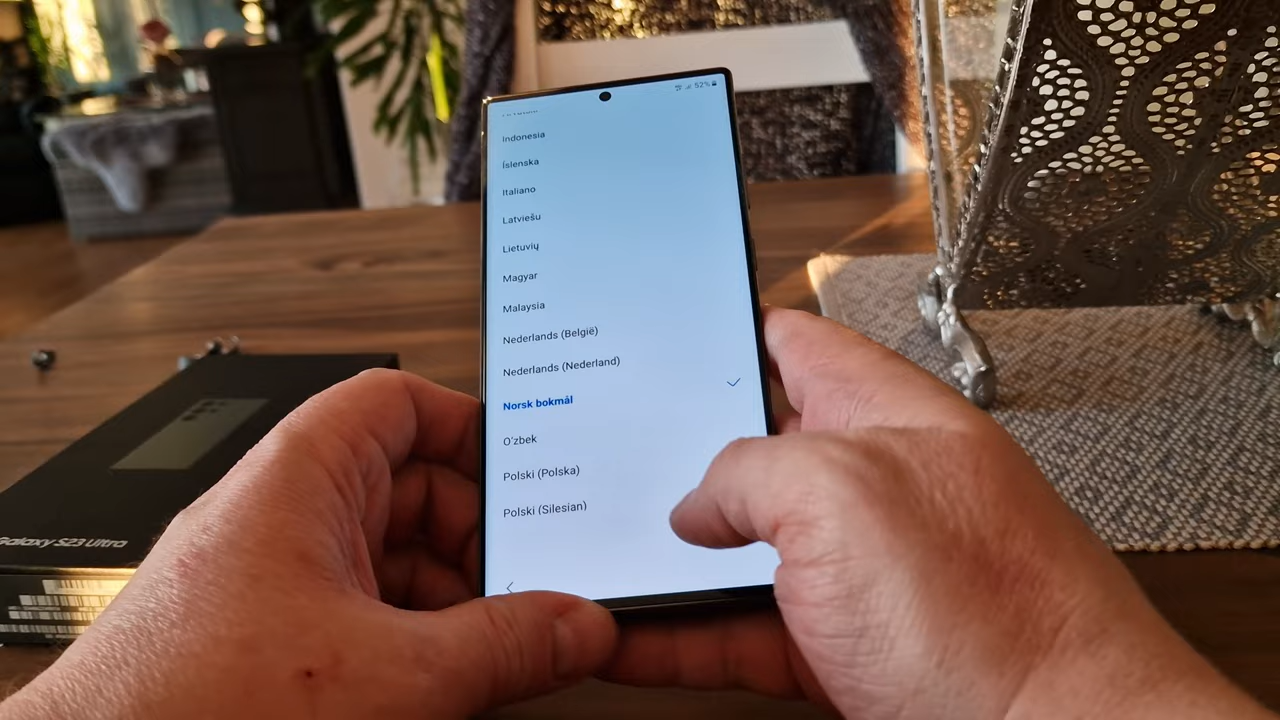 52%
Indonesia
Íslenska
Italiano
Latviešu
Lietuvių
Magyar
Malaysia
Nederlands (België)
Nederlands (Nederland)
Norsk bokmål
O'zbek
Polski (Polska)
Polski (Silesian)
Galaxy S23 Ultra